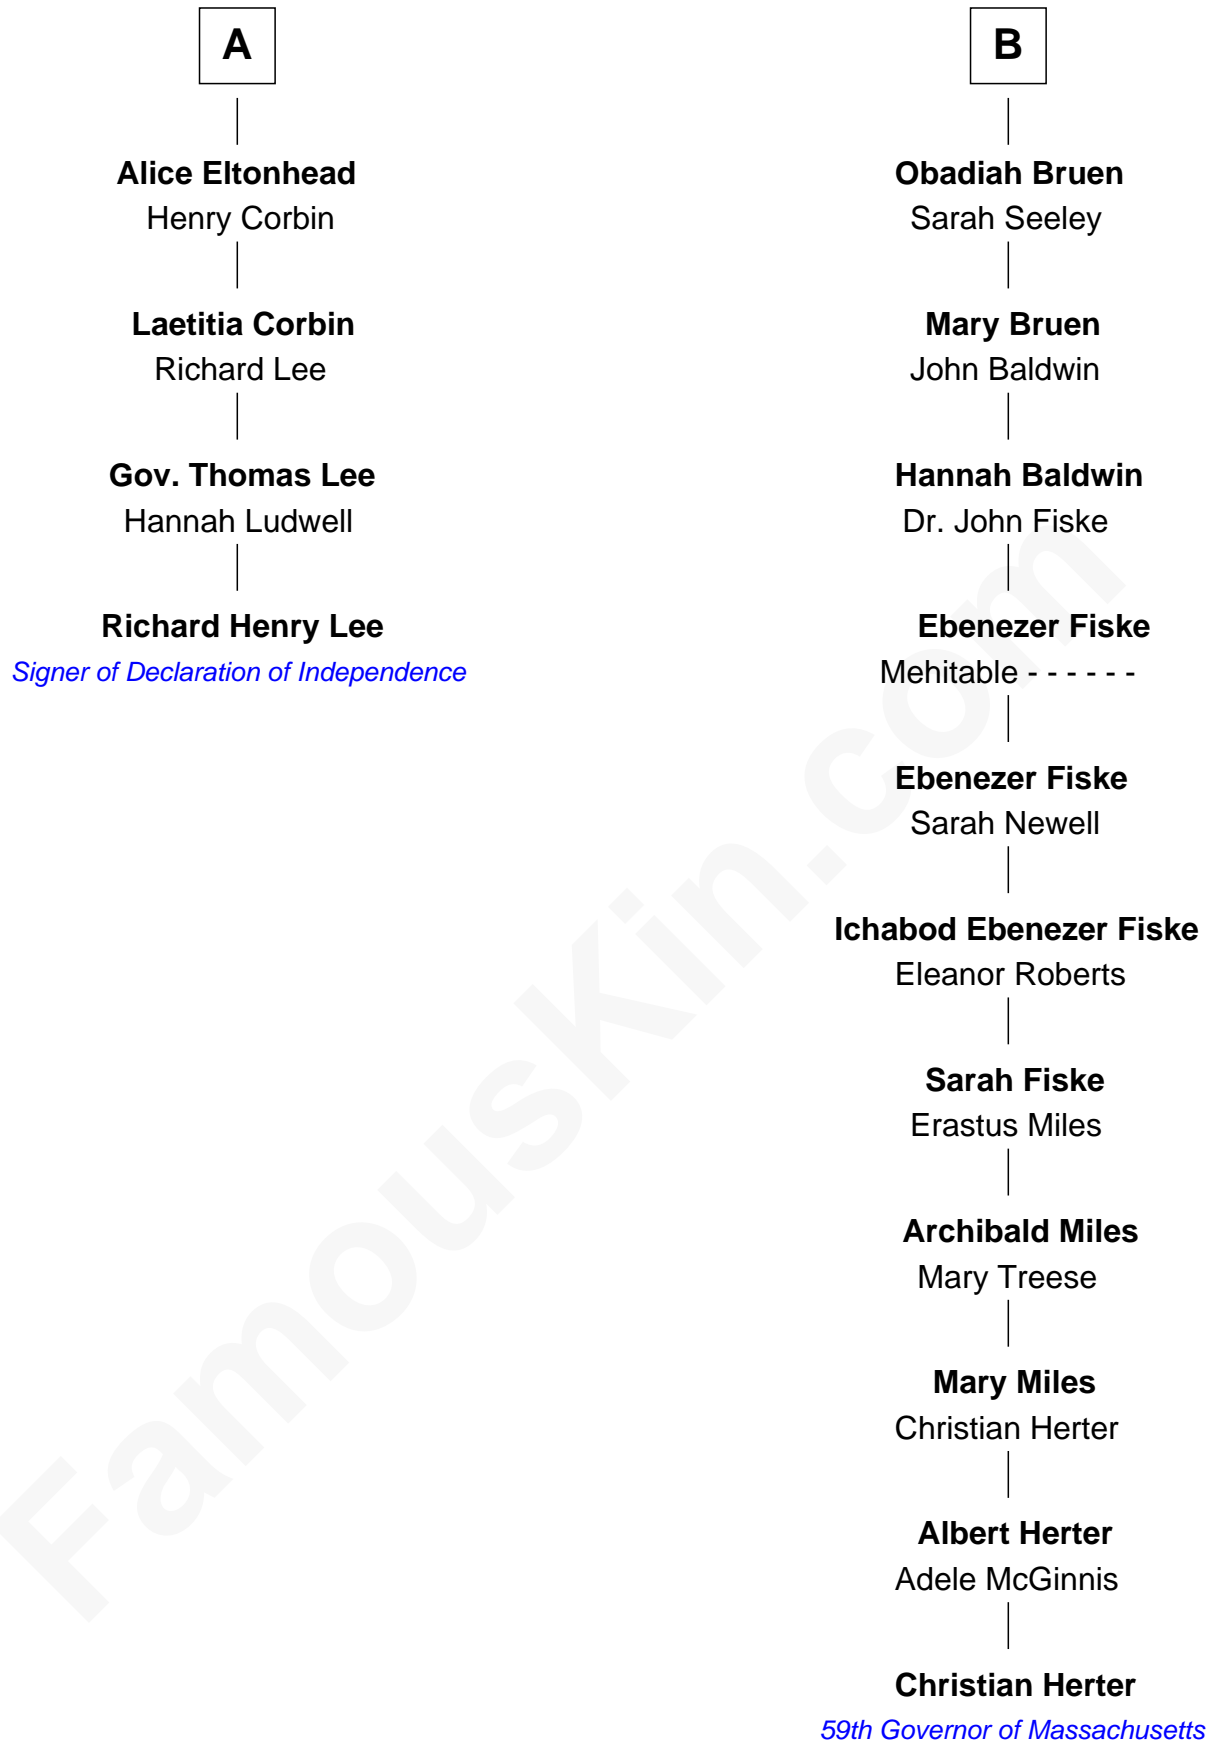 A
Alice Eltonhead
Henry Corbin
Laetitia Corbin
Richard Lee
Gov. Thomas Lee
Hannah Ludwell
Richard Henry Lee
Signer of Declaration of Independence
B
Obadiah Bruen
Sarah Seeley
Mary Bruen
John Baldwin
Hannah Baldwin
Dr. John Fiske
Ebenezer Fiske
Mehitable - - - - - -
Ebenezer Fiske
Sarah Newell
Ichabod Ebenezer Fiske
Eleanor Roberts
Sarah Fiske
Erastus Miles
Archibald Miles
Mary Treese
Mary Miles
Christian Herter
Albert Herter
Adele McGinnis
Christian Herter
59th Governor of Massachusetts
FamousKin.com